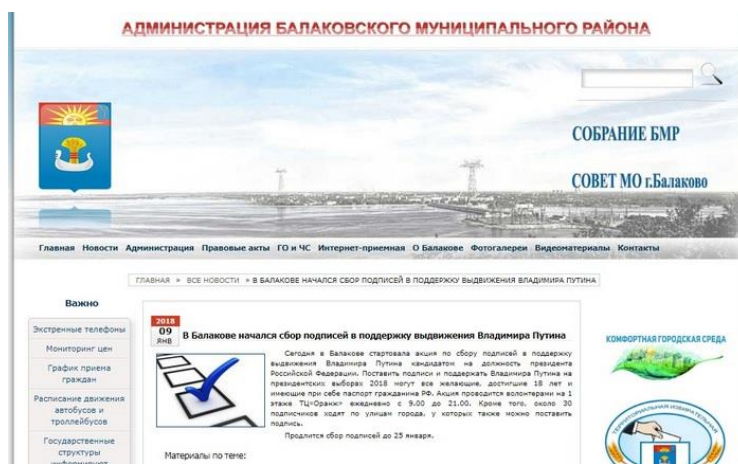 АДМИНИСТРАЦИЯ БАЛАКОВСКОГО МУНИЦИПАЛЬНОГО РАЙОНА
СОБРАНИЕ БМР
СОВЕТ МО г.Балаково
Главная Новости Администрация Правовые акты ГО и ЧС Интернет-приемная О Балакове Фотогалереи Видеоматериалы Контакты
ГЛАВНАЯ » ВСЕ НОВОСТИ » В БАЛАКОВЕ НАЧАЛСЯ СБОР ПОДПИСЕЙ В ПОДДЕРЖКУ ВЫДВИЖЕНИЯ ВЛАДИМИРА ПУТИНА
Важно
Экстренные телефоны
Мониторинг цен
График приема
граждан
Расписание движения
автобусов и
троллейбусов
Государственные
структуры
информируют
2018
09
ЯНВ
В Балакове начался сбор подписей в поддержку выдвижения Владимира Путина
Сегодня в Балакове стартовала акция по сбору подписей в поддержку
выдвижения Владимира Путина кандидатом на должность президента
Российской Федерации. Поставить подписи и поддержать Владимира Путина на
президентских выборах 2018 могут все желающие, достигшие 18 лет и
имеющие при себе паспорт гражданина РФ. Акция проводится волонтерами на 1
этаже ТЦ«Оранж» ежедневно с 9.00 до 21.00. Кроме того, около 30
подписчиков ходят по улицам города, у которых также можно поставить
подпись.
Продлится сбор подписей до 25 января.
Материалы по теме:
КОМФОРТНАЯ ГОРОДСКАЯ СРЕДА
ТЕРРИТОРИАЛЬНАЯ ИЗБИРАТЕЛЬНАЯ